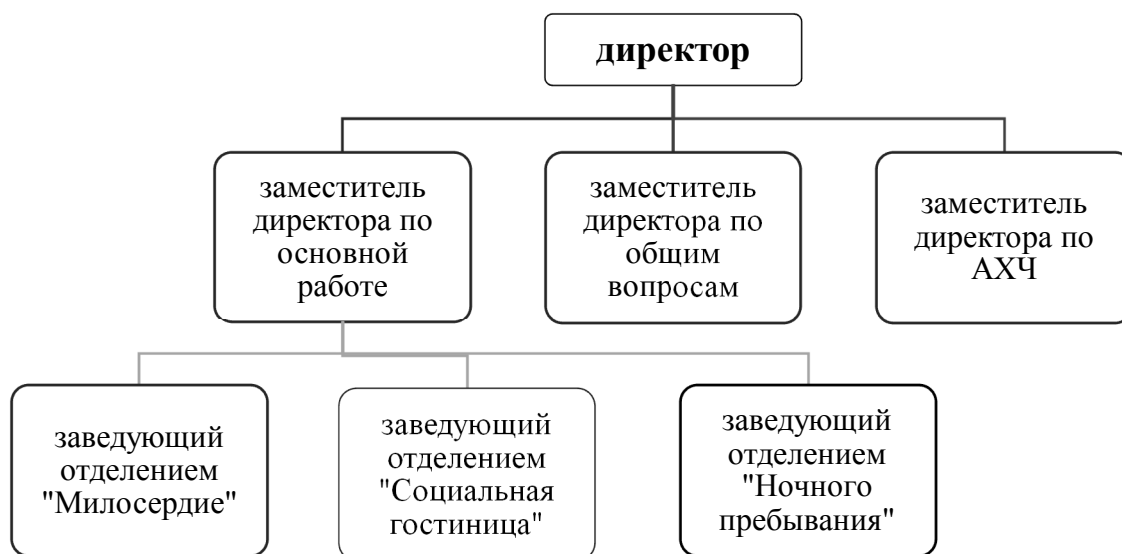 директор
заместитель
директора по
основной
работе
заместитель
директора по
общим
вопросам
заместитель
директора по
АХЧ
заведующий
отделением
"Милосердие"
заведующий
отделением
"Социальная
гостиница"
заведующий
отделением
"Ночного
пребывания"